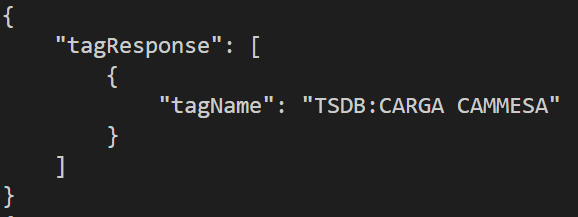 {
    "tagResponse": [
        {
            "tagName": "TSDB:CARGA CAMMESA"
        }
    ]
}